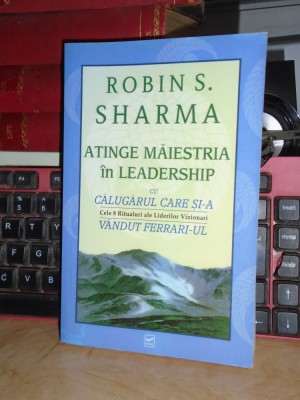 ROBIN S.
SHARMA
ATINGE MĂIESTRIA
în LEADERSHIP
CU
CĂLUGĂRUL CARE ȘI-A
Cele 8 Ritualuri ale Liderilor Vizionari
VÂNDUT FERRARI-UL